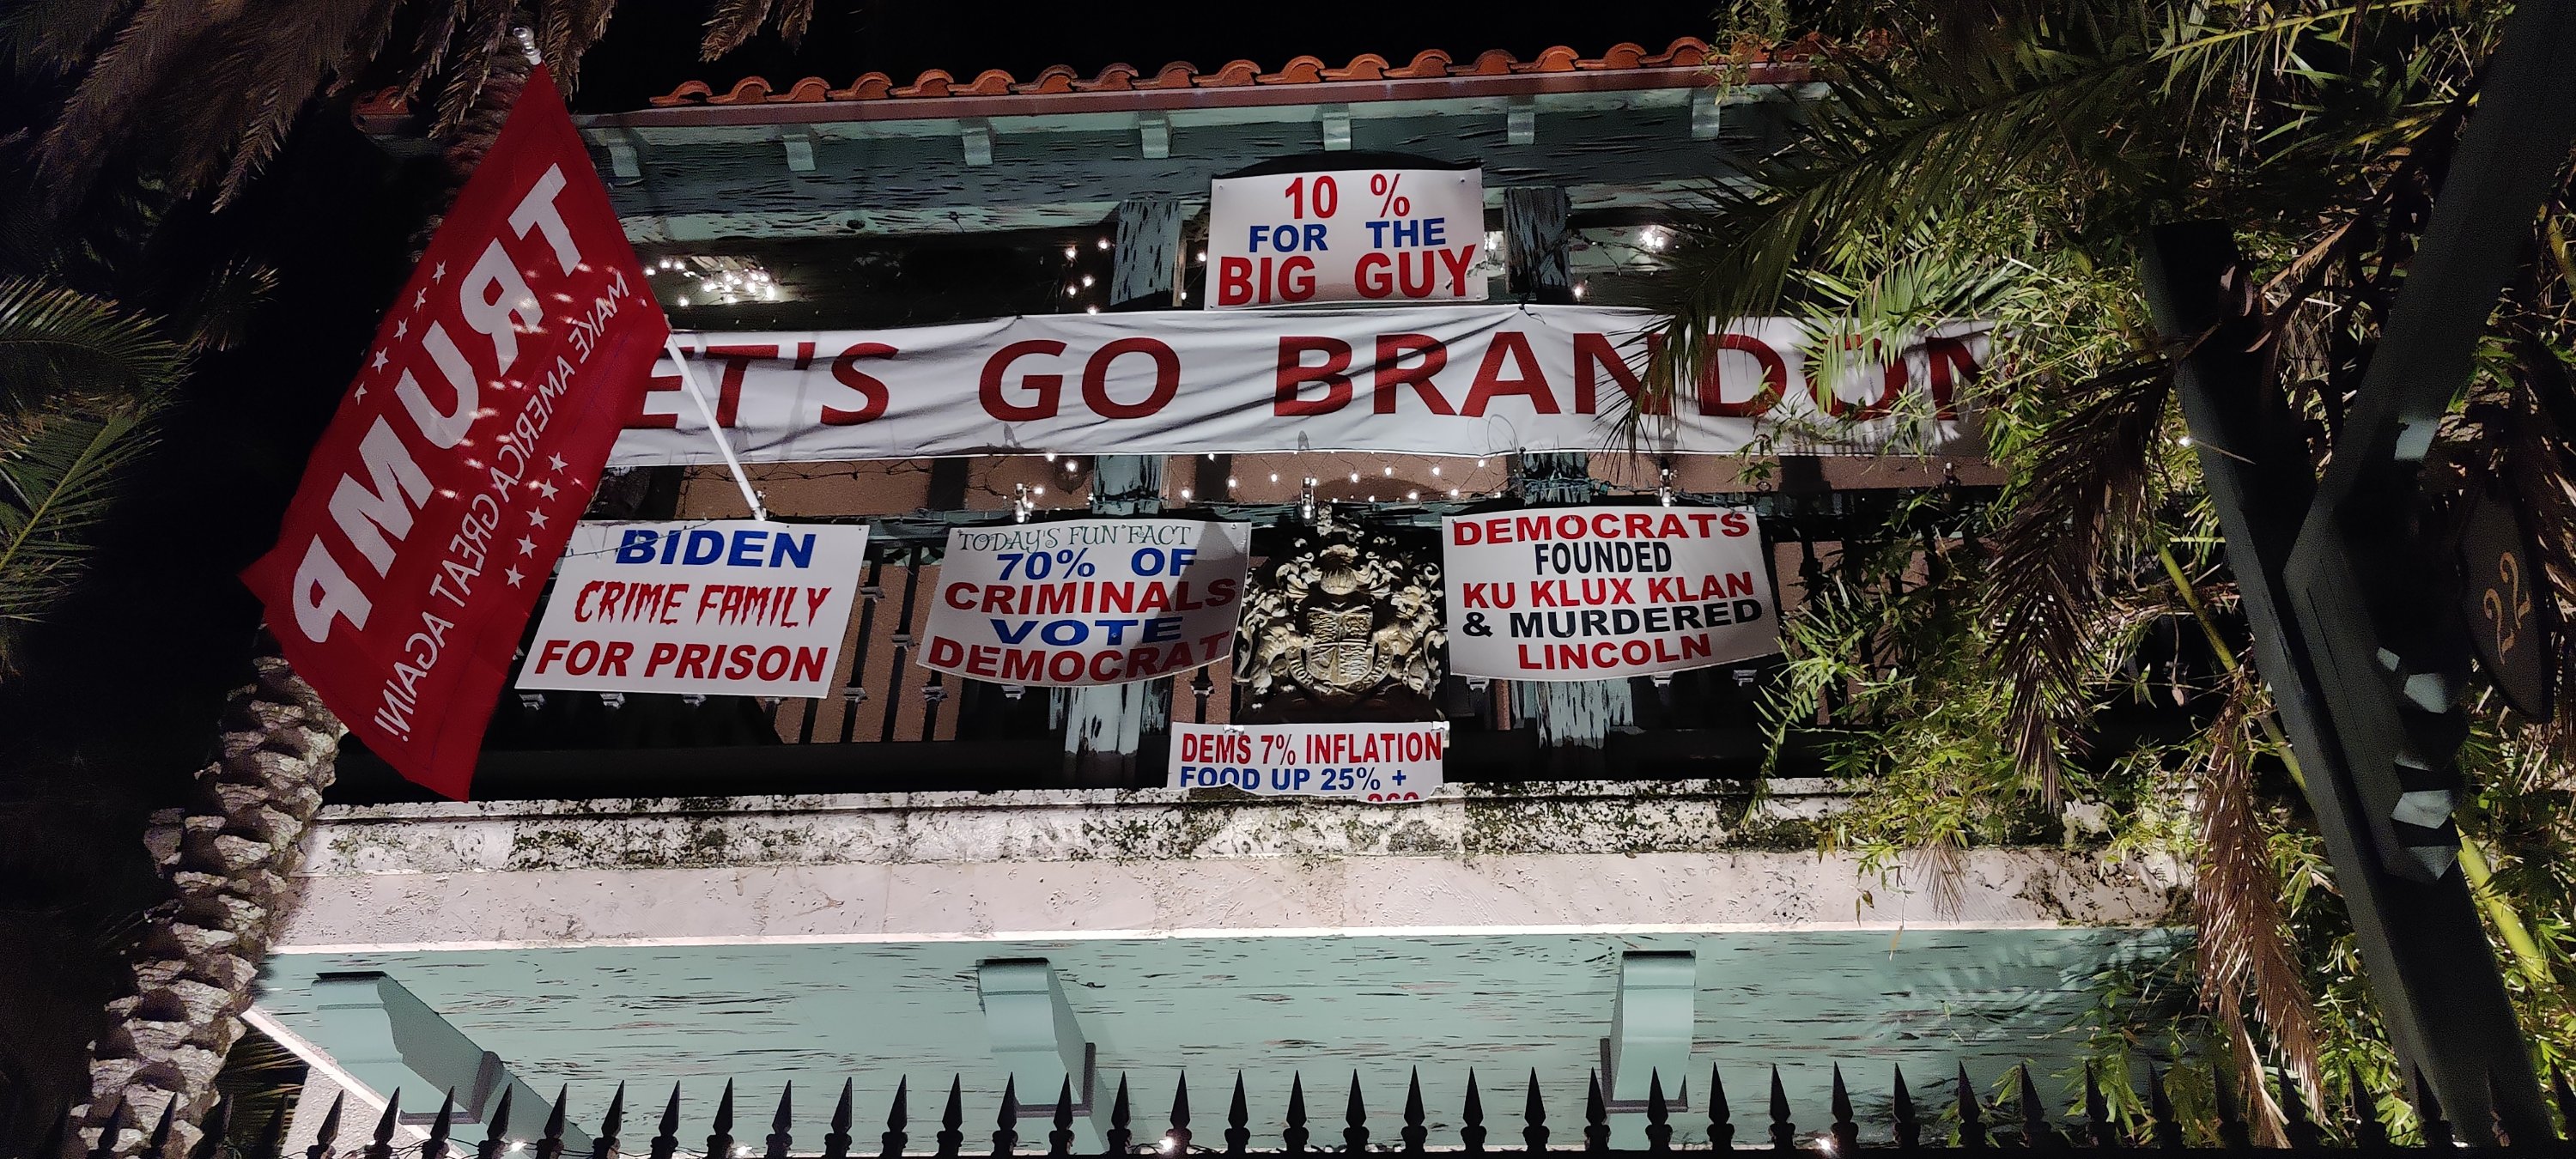 10 %
FOR THE
BIG GUY
ET'S GO BRANDON
TRUMP
MAKE AMERICA GREAT AGAIN!
BIDEN
CRIME FAMILY
FOR PRISON
TODAY'S FUN FACT
70% OF
CRIMINALS
VOTE
DEMOCRAT
DEMOCRATS
FOUNDED
KU KLUX KLAN
& MURDERED
LINCOLN
DEMS 7% INFLATION
FOOD UP 25% +
22